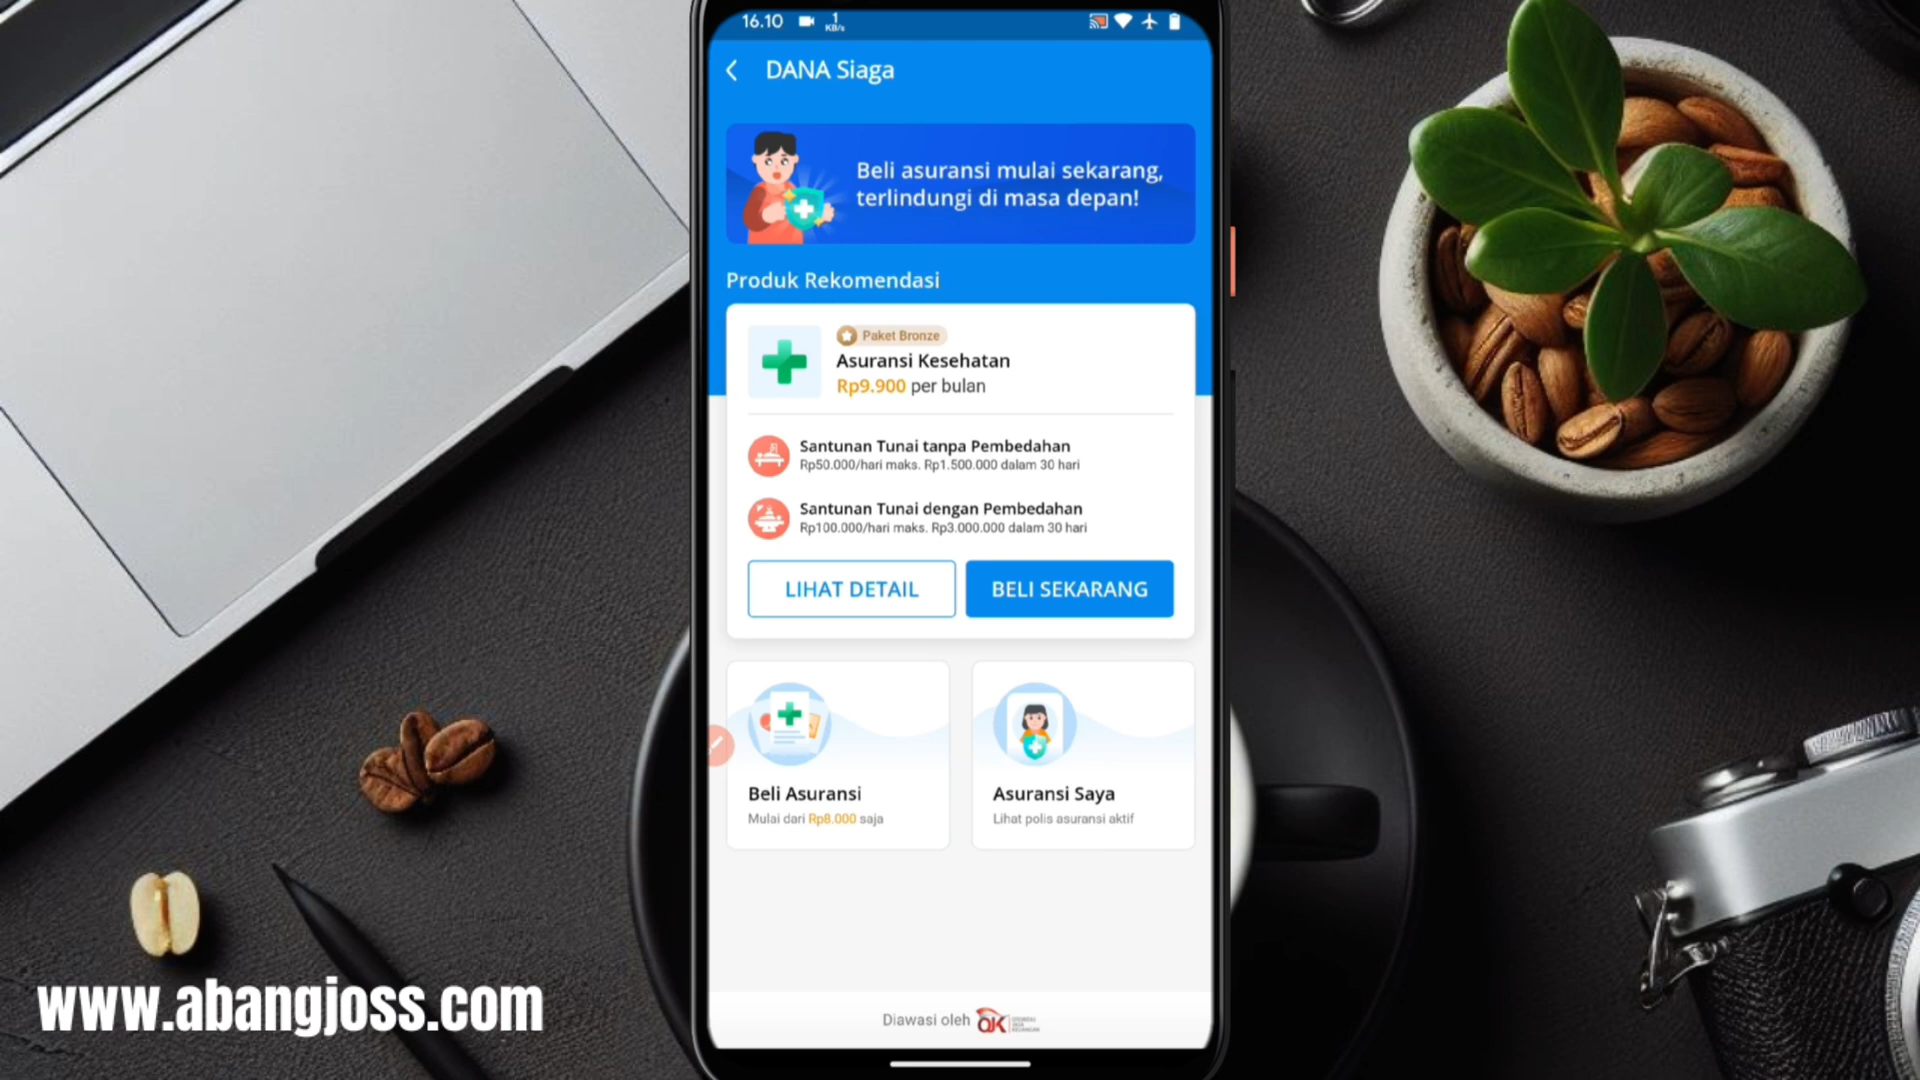 16.10
1
KB/s
DANA Siaga
Beli asuransi mulai sekarang,
terlindungi di masa depan!
Produk Rekomendasi
Paket Bronze
Asuransi Kesehatan
Rp9.900 per bulan
Santunan Tunai tanpa Pembedahan
Rp50.000/hari maks. Rp1.500.000 dalam 30 hari
Santunan Tunai dengan Pembedahan
Rp100.000/hari maks. Rp3.000.000 dalam 30 hari
LIHAT DETAIL
BELI SEKARANG
Beli Asuransi
Mulai dari Rp8.000 saja
Asuransi Saya
Lihat polis asuransi aktif
Diawasi oleh
www.abangjoss.com